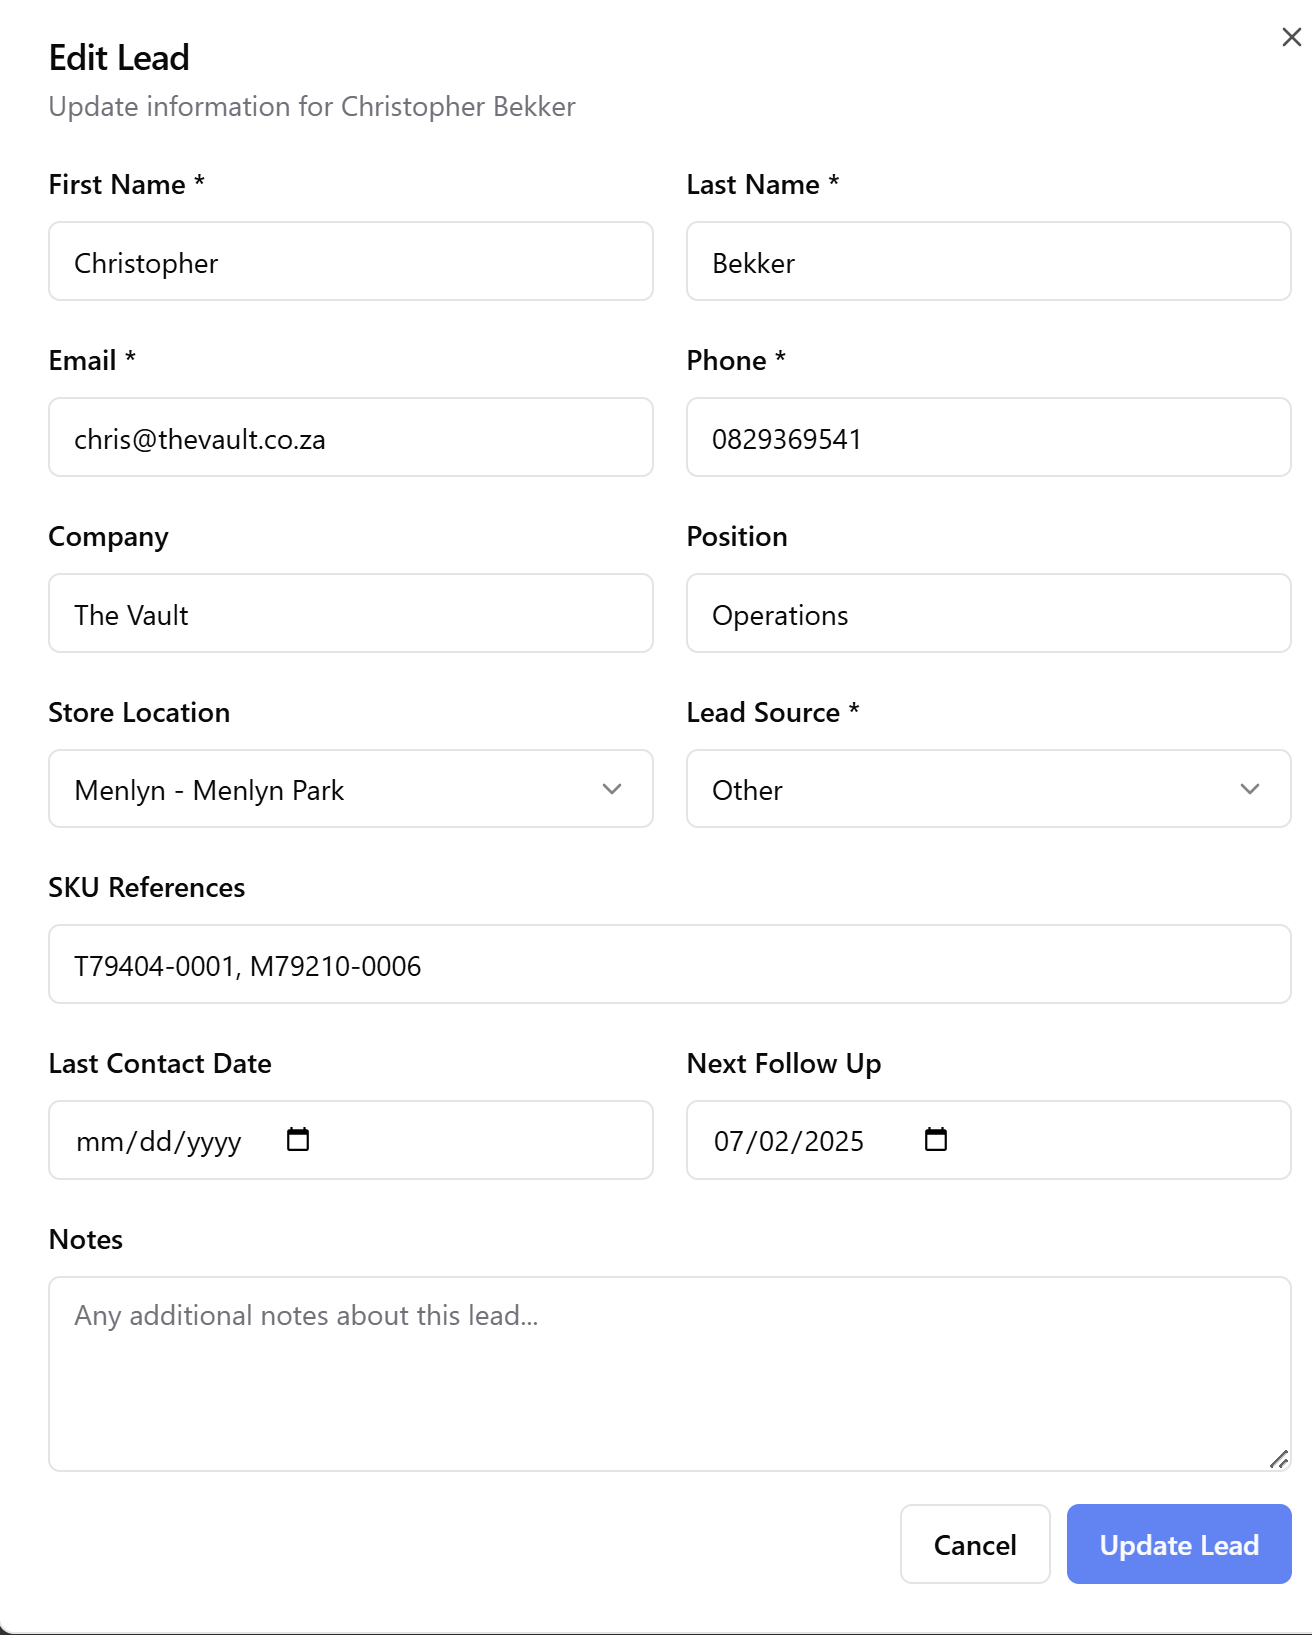 Edit Lead
Update information for Christopher Bekker
First Name *
Last Name *
Christopher
Bekker
Email *
Phone *
chris@thevault.co.za
0829369541
Company
Position
The Vault
Operations
Store Location
Lead Source *
Menlyn - Menlyn Park
Other
SKU References
T79404-0001, M79210-0006
Last Contact Date
Next Follow Up
mm/dd/yyyy
07/02/2025
Notes
Any additional notes about this lead...
Cancel
Update Lead